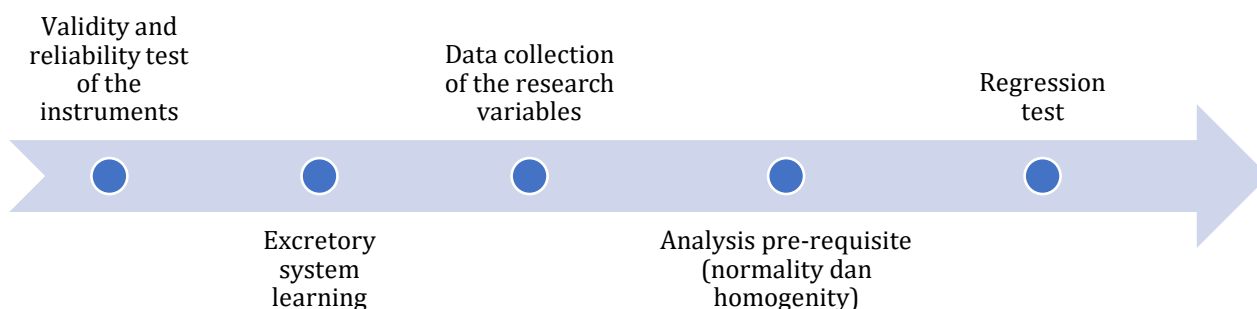 Validity and
reliability test
of the
instruments
Excretory
system
learning
Data collection
of the research
variables
Analysis pre-requisite
(normality dan
homogenity)
Regression
test